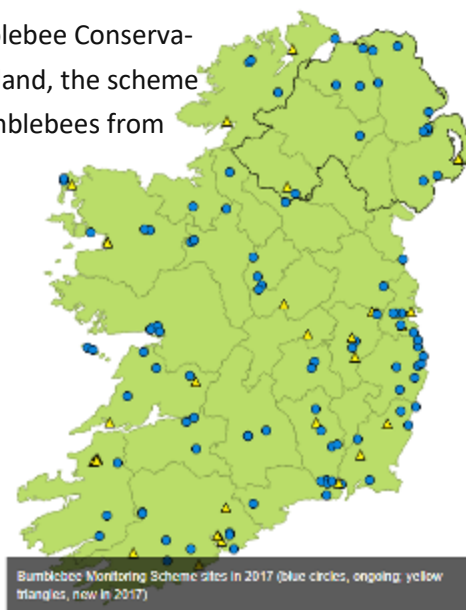 lebee Conserva-
and, the scheme
mblebees from
Bumblebee Monitoring Scheme sites in 2017 (blue circles, ongoing; yellow
triangles, new in 2017)